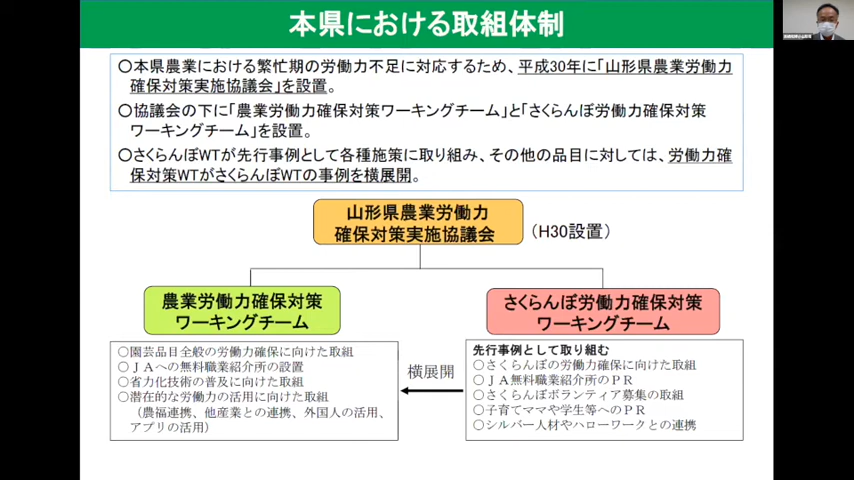 本県における取組体制
〇本県農業における繁忙期の労働力不足に対応するため、平成30年に「山形県農業労働力
確保対策実施協議会」を設置。
〇協議会の下に「農業労働力確保対策ワーキングチーム」と「さくらんぼ労働力確保対策
ワーキングチーム」を設置。
〇さくらんぼWTが先行事例として各種施策に取り組み、その他の品目に対しては、労働力確
保対策WTがさくらんぼWTの事例を横展開。
山形県農業労働力
確保対策実施協議会
（H30設置）
農業労働力確保対策
ワーキングチーム
〇園芸品目全般の労働力確保に向けた取組
〇ＪＡへの無料職業紹介所の設置
〇省力化技術の普及に向けた取組
〇潜在的な労働力の活用に向けた取組
（農福連携、他産業との連携、外国人の活用、
アプリの活用）
横展開
さくらんぼ労働力確保対策
ワーキングチーム
先行事例として取り組む
〇さくらんぼの労働力確保に向けた取組
〇ＪＡ無料職業紹介所のＰＲ
〇さくらんぼボランティア募集の取組
〇子育てママや学生等へのＰＲ
〇シルバー人材やハローワークとの連携